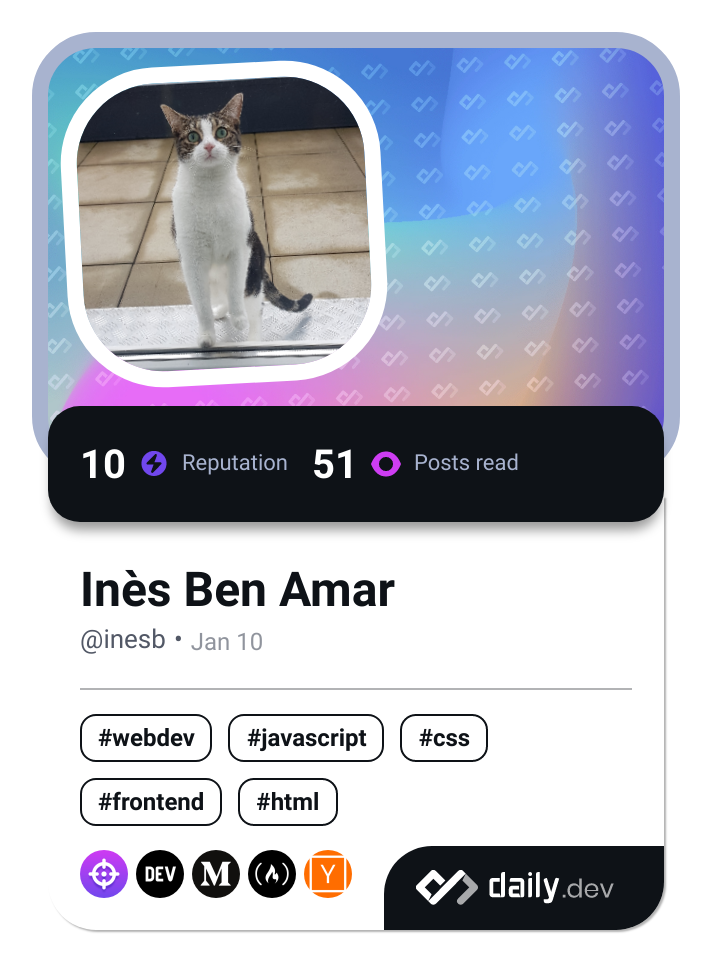 10 Reputation 51 Posts read
Inès Ben Amar
@inesb • Jan 10
#webdev #javascript #css
#frontend #html
DEV M Y
daily.dev